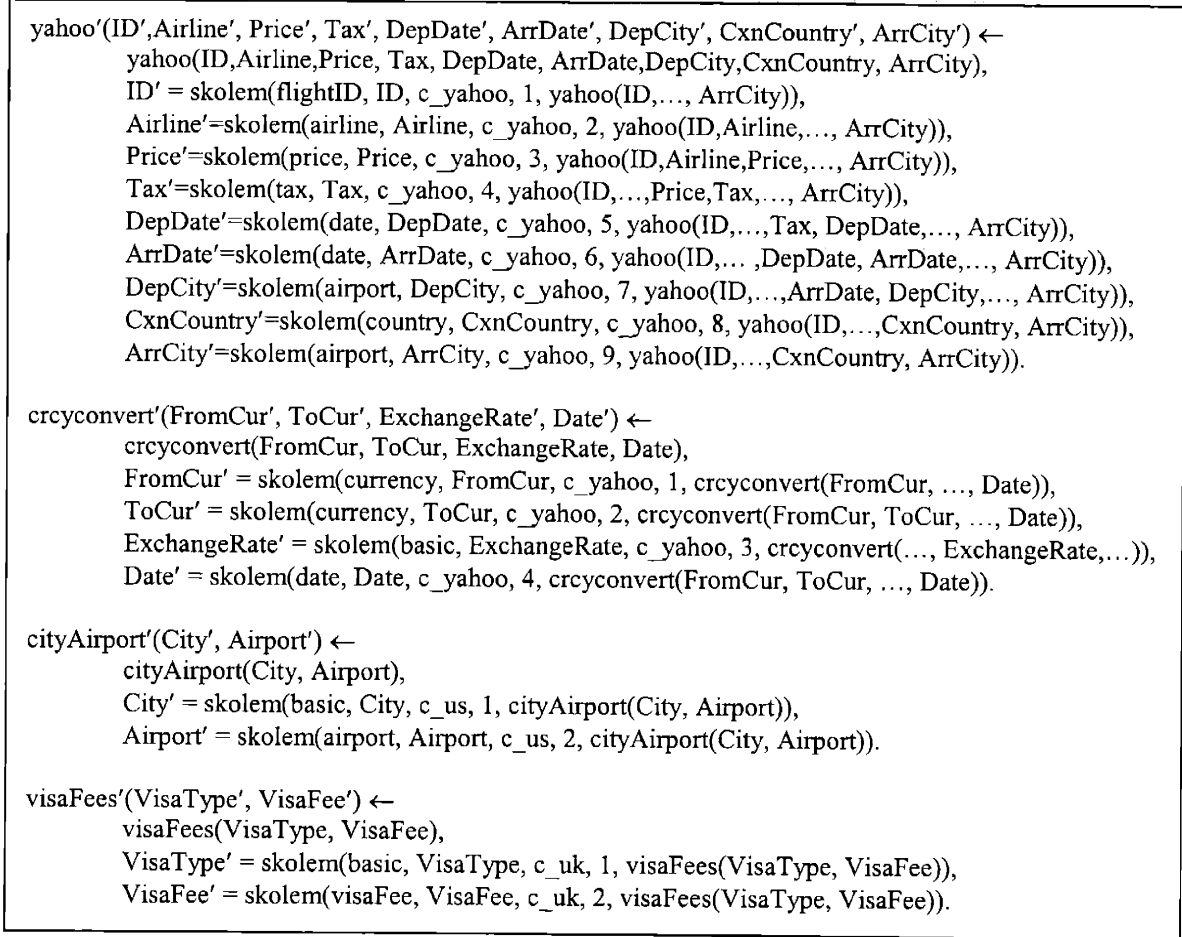 yahoo′(ID′,Airline′, Price′, Tax′, DepDate′, ArrDate′, DepCity′, CxnCountry′, ArrCity′) ←
yahoo(ID,Airline,Price, Tax, DepDate, ArrDate,DepCity,CxnCountry, ArrCity),
ID′ = skolem(flightID, ID, c_yahoo, 1, yahoo(ID,…, ArrCity)),
Airline′=skolem(airline, Airline, c_yahoo, 2, yahoo(ID,Airline,…, ArrCity)),
Price′=skolem(price, Price, c_yahoo, 3, yahoo(ID,Airline,Price,…, ArrCity)),
Tax′=skolem(tax, Tax, c_yahoo, 4, yahoo(ID,…,Price,Tax,…, ArrCity)),
DepDate′=skolem(date, DepDate, c_yahoo, 5, yahoo(ID,…,Tax, DepDate,…, ArrCity)),
ArrDate′=skolem(date, ArrDate, c_yahoo, 6, yahoo(ID,… ,DepDate, ArrDate,…, ArrCity)),
DepCity′=skolem(airport, DepCity, c_yahoo, 7, yahoo(ID,…,ArrDate, DepCity,…, ArrCity)),
CxnCountry′=skolem(country, CxnCountry, c_yahoo, 8, yahoo(ID,…,CxnCountry, ArrCity)),
ArrCity′=skolem(airport, ArrCity, c_yahoo, 9, yahoo(ID,…,CxnCountry, ArrCity)).
crcyconvert′(FromCur′, ToCur′, ExchangeRate′, Date′) ←
crcyconvert(FromCur, ToCur, ExchangeRate, Date),
FromCur′ = skolem(currency, FromCur, c_yahoo, 1, crcyconvert(FromCur, …, Date)),
ToCur′ = skolem(currency, ToCur, c_yahoo, 2, crcyconvert(FromCur, ToCur, …, Date)),
ExchangeRate′ = skolem(basic, ExchangeRate, c_yahoo, 3, crcyconvert(…, ExchangeRate,…)),
Date′ = skolem(date, Date, c_yahoo, 4, crcyconvert(FromCur, ToCur, …, Date)).
cityAirport′(City′, Airport′) ←
cityAirport(City, Airport),
City′ = skolem(basic, City, c_us, 1, cityAirport(City, Airport)),
Airport′ = skolem(airport, Airport, c_us, 2, cityAirport(City, Airport)).
visaFees′(VisaType′, VisaFee′) ←
visaFees(VisaType, VisaFee),
VisaType′ = skolem(basic, VisaType, c_uk, 1, visaFees(VisaType, VisaFee)),
VisaFee′ = skolem(visaFee, VisaFee, c_uk, 2, visaFees(VisaType, VisaFee)).